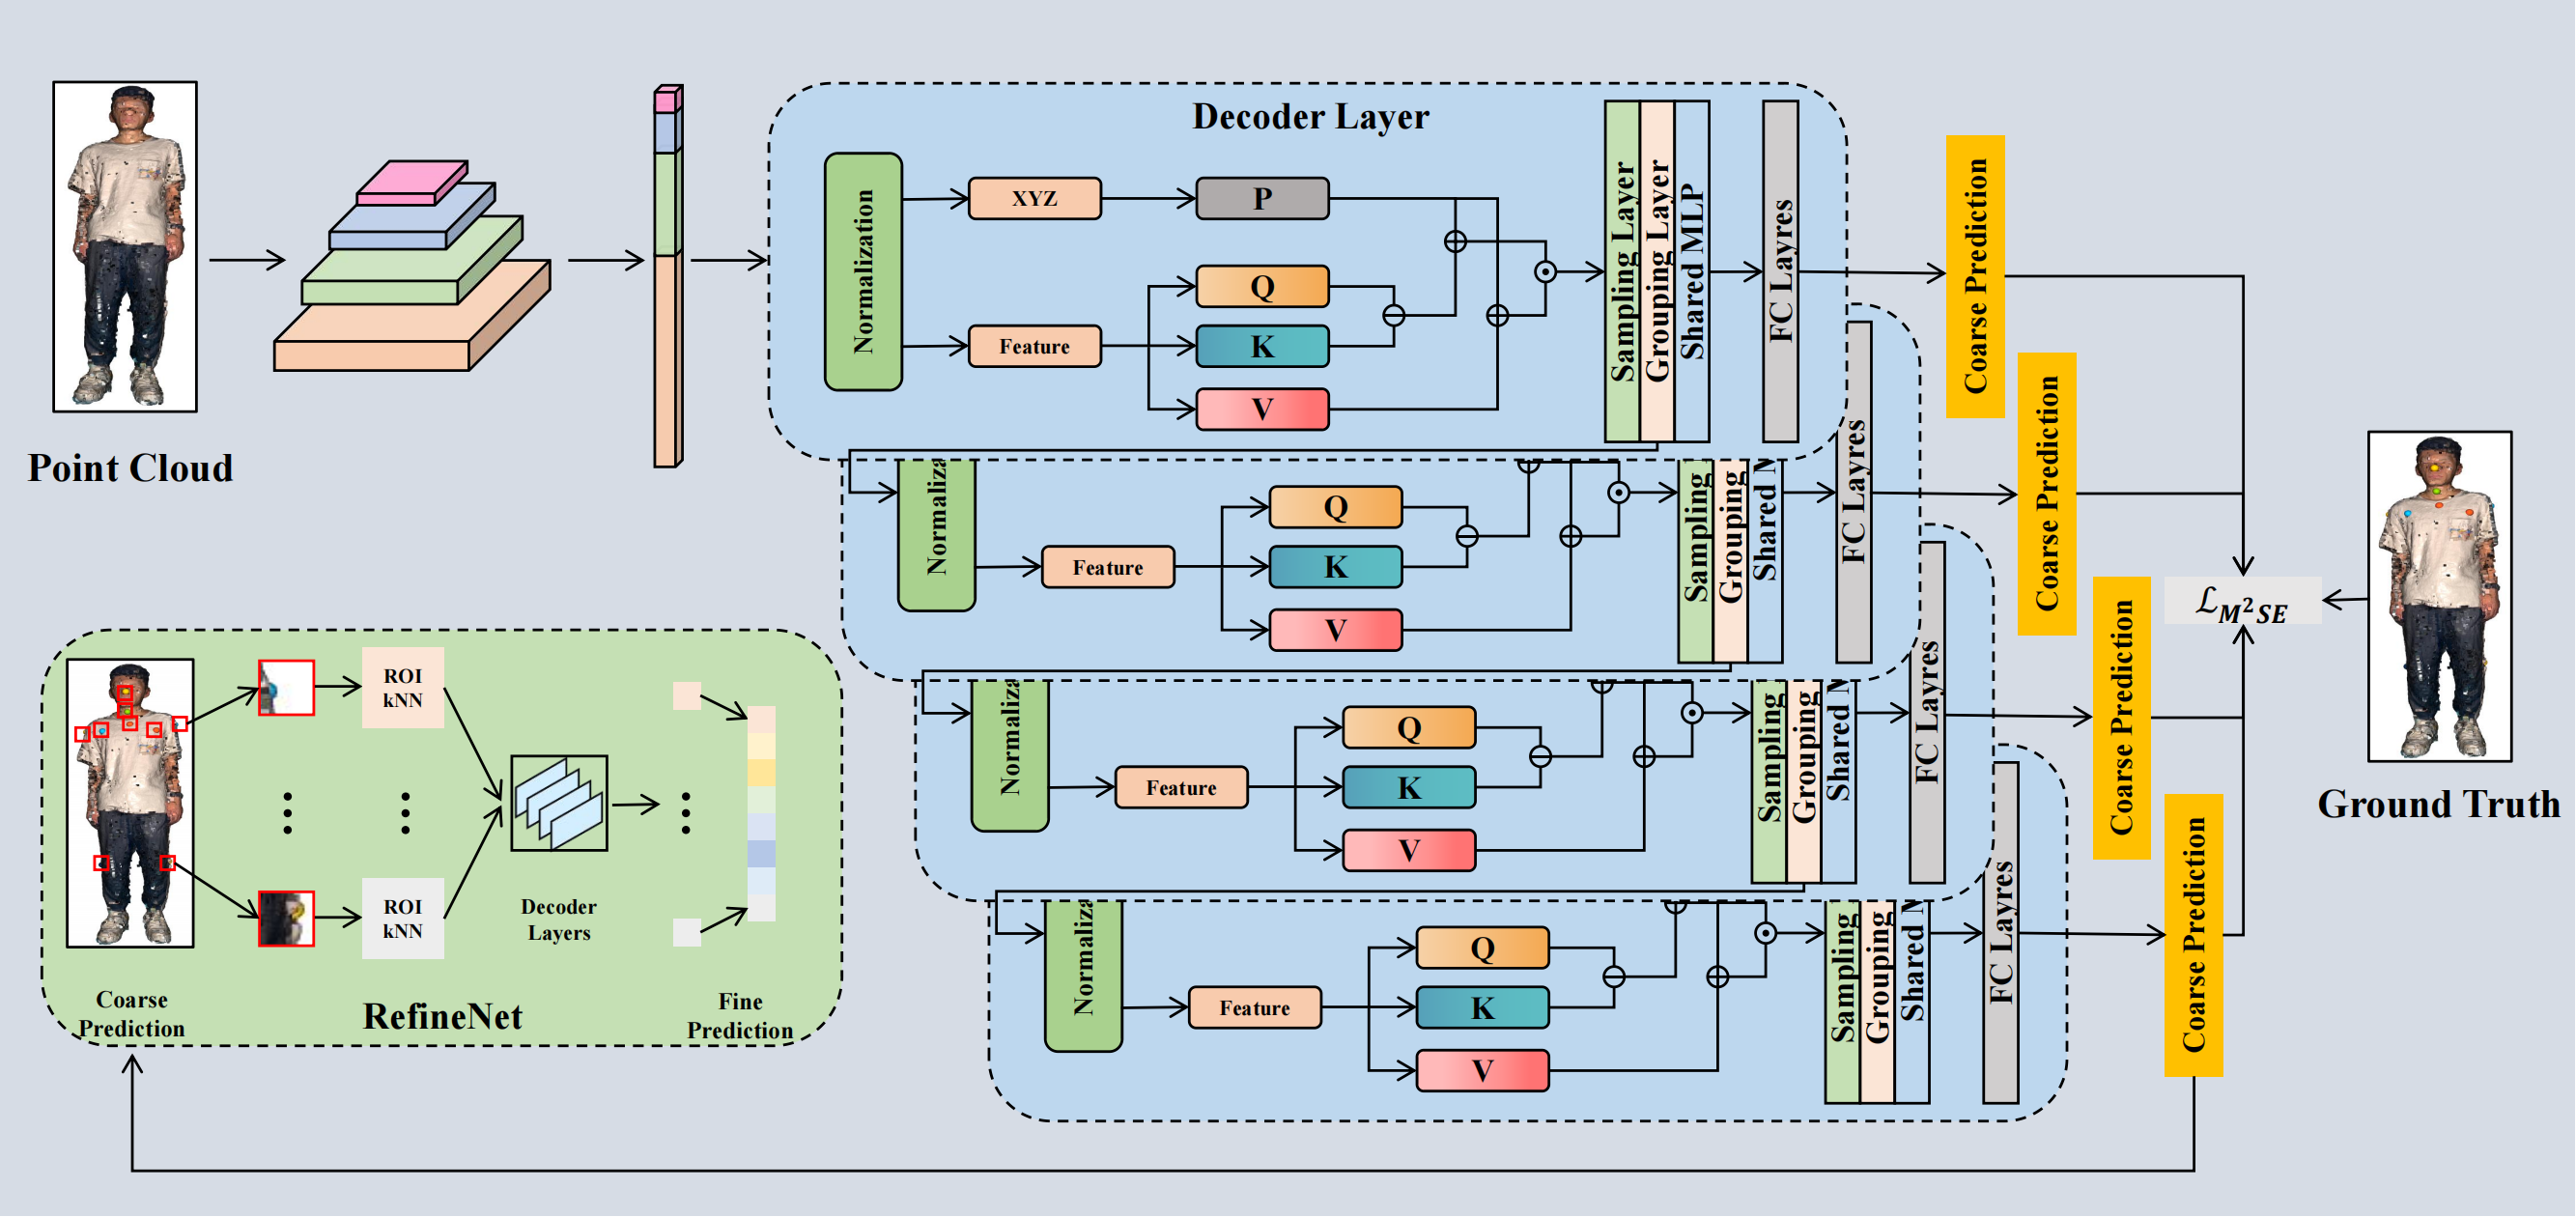 Point Cloud
Decoder Layer
Normalization
XYZ
P
Feature
Q
K
V
Sampling Layer
Grouping Layer
Shared MLP
FC Layres
Coarse Prediction
Normaliza
Feature
Q
K
V
Sampling
Grouping
Shared
FC Layres
Coarse Prediction
Normaliza
Feature
Q
K
V
Sampling
Grouping
Shared
FC Layres
Coarse Prediction
Normaliza
Feature
Q
K
V
Sampling
Grouping
Shared
FC Layres
Coarse Prediction
ℒM²SE
Ground Truth
ROI
kNN
ROI
kNN
Decoder
Layers
Coarse
Prediction
RefineNet
Fine
Prediction